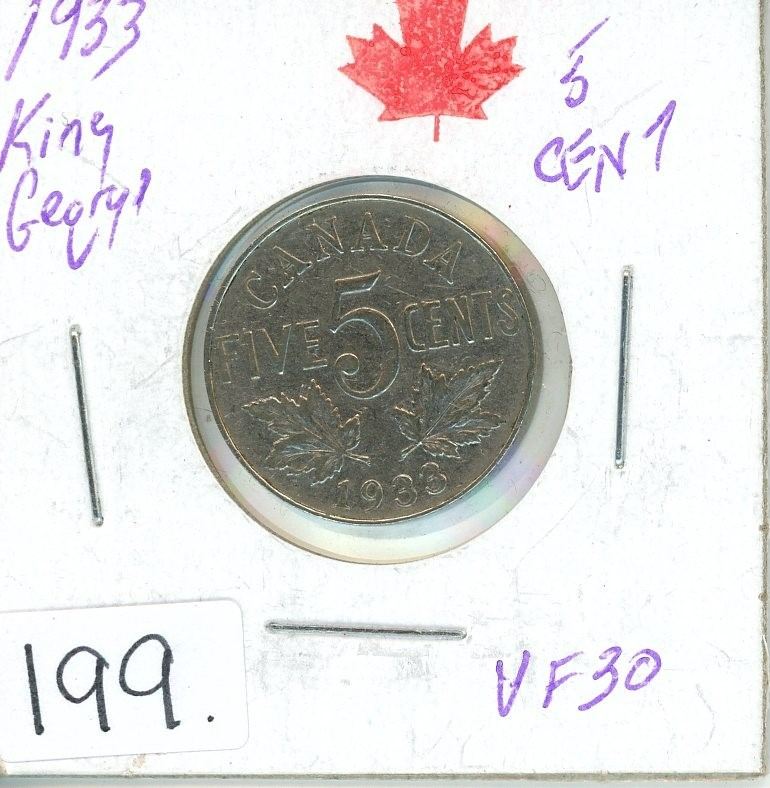 1933
King
George
5
CENT
CANADA
FIVE 5 CENTS
1933
199.
VF30